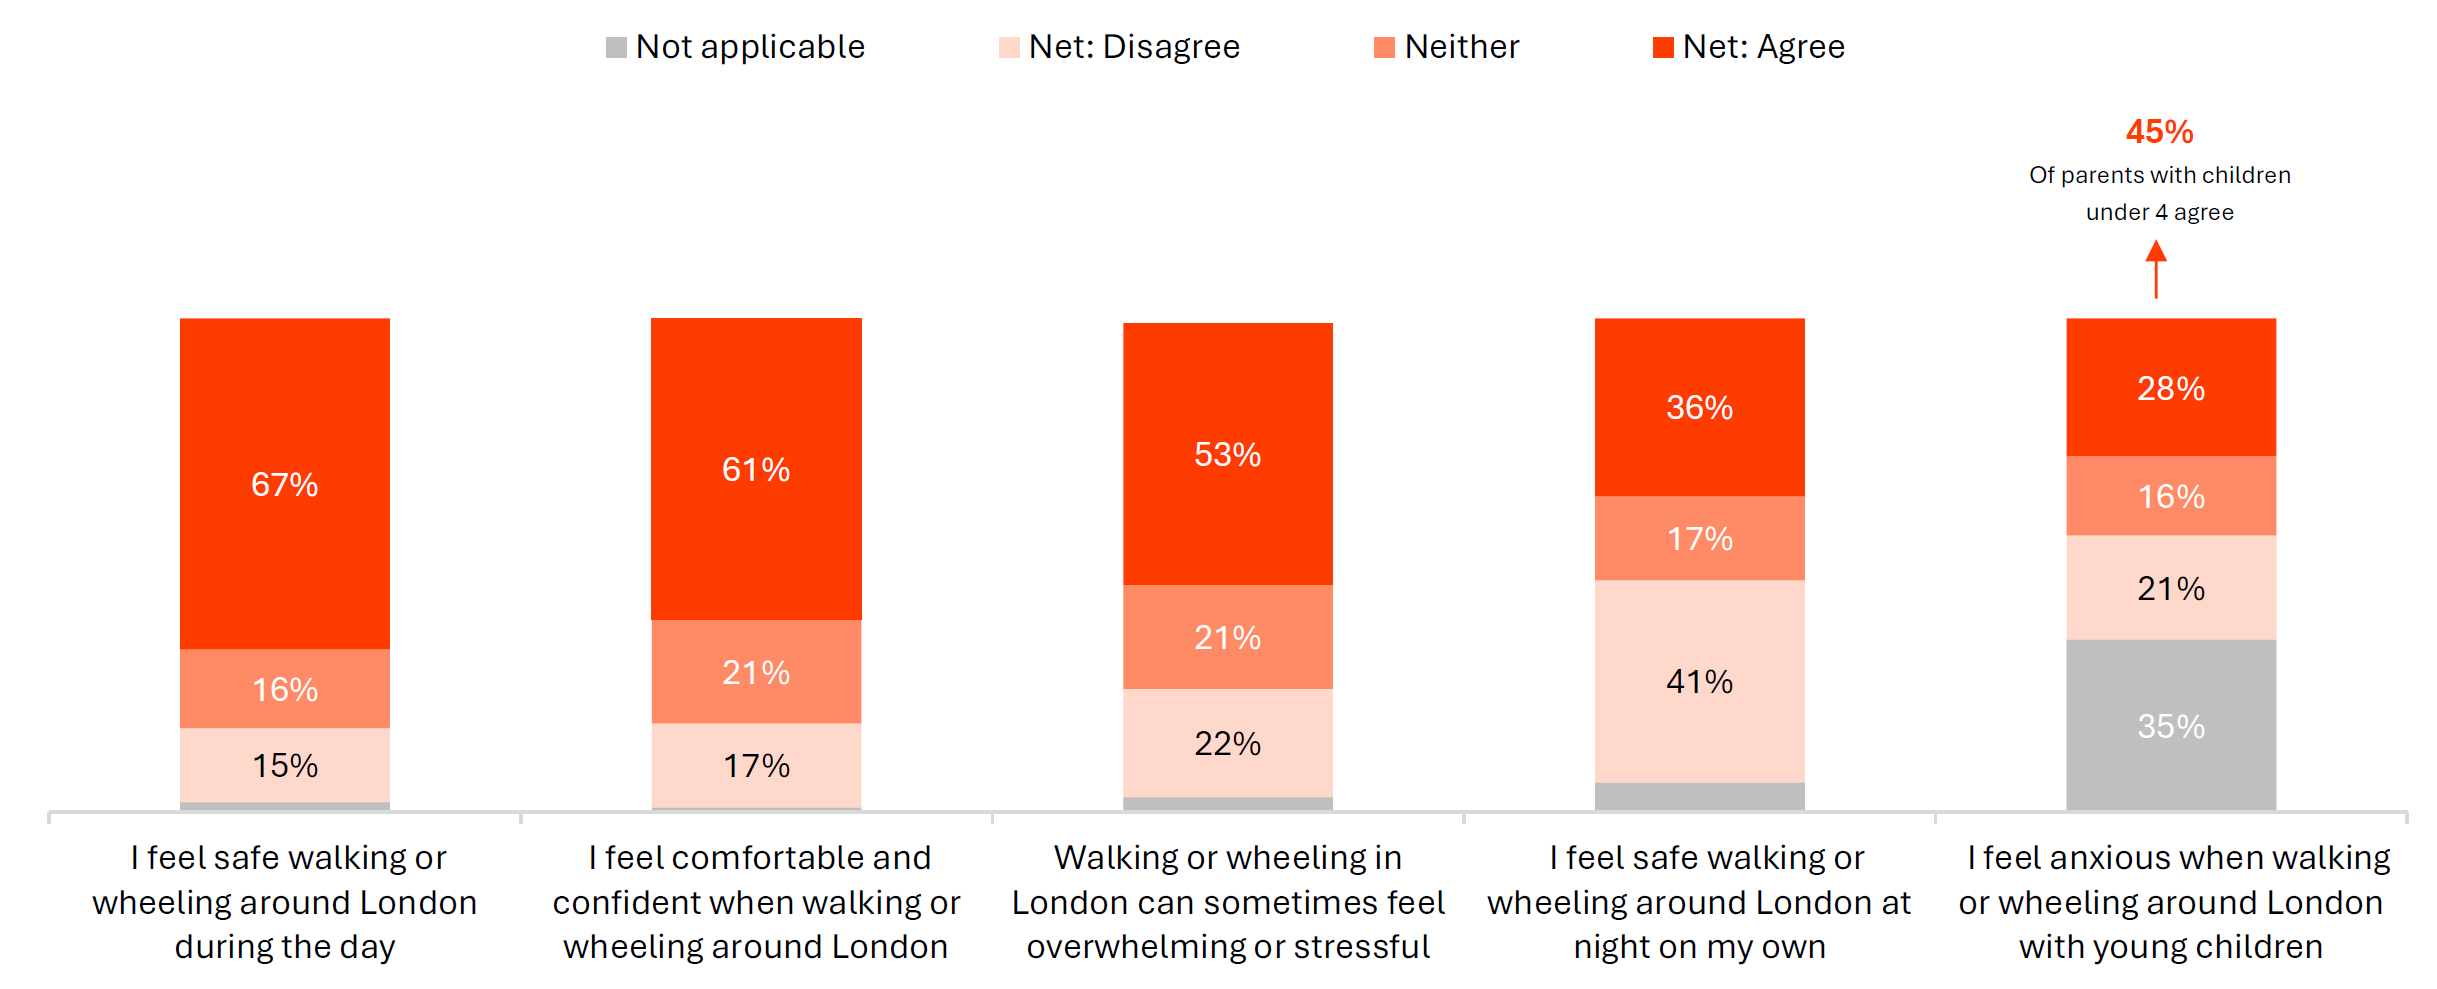 Not applicable
Net: Disagree
Neither
Net: Agree
45%
Of parents with children
under 4 agree
67%
16%
15%
61%
21%
17%
53%
21%
22%
36%
17%
41%
28%
16%
21%
35%
I feel safe walking or
wheeling around London
during the day
I feel comfortable and
confident when walking or
wheeling around London
Walking or wheeling in
London can sometimes feel
overwhelming or stressful
I feel safe walking or
wheeling around London at
night on my own
I feel anxious when walking
or wheeling around London
with young children